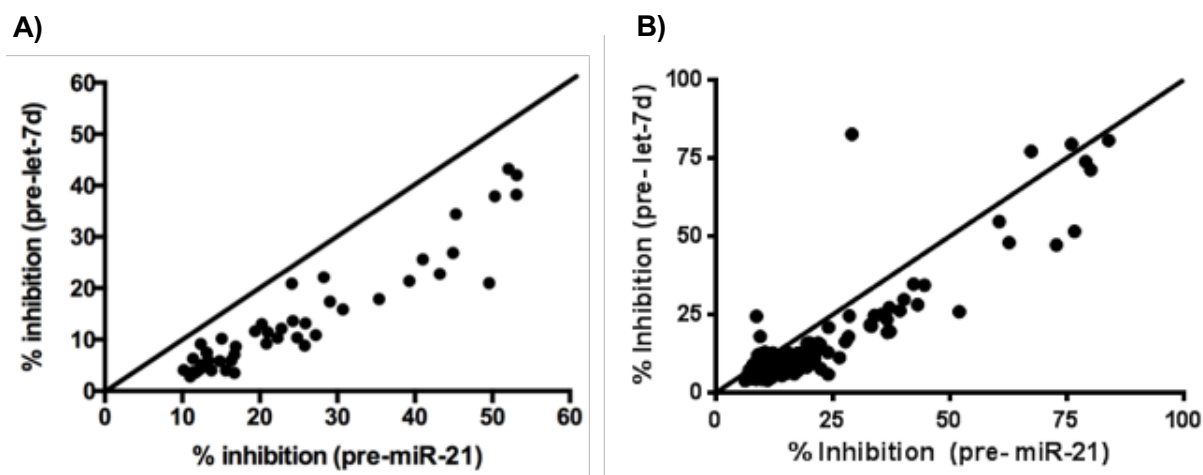 A)
60
50
40
30
20
10
0
0 10 20 30 40 50 60
% inhibition (pre-let-7d)
% inhibition (pre-miR-21)
B)
100
75
50
25
0
0 25 50 75 100
% Inhibition (pre- let-7d)
% Inhibition (pre- miR-21)